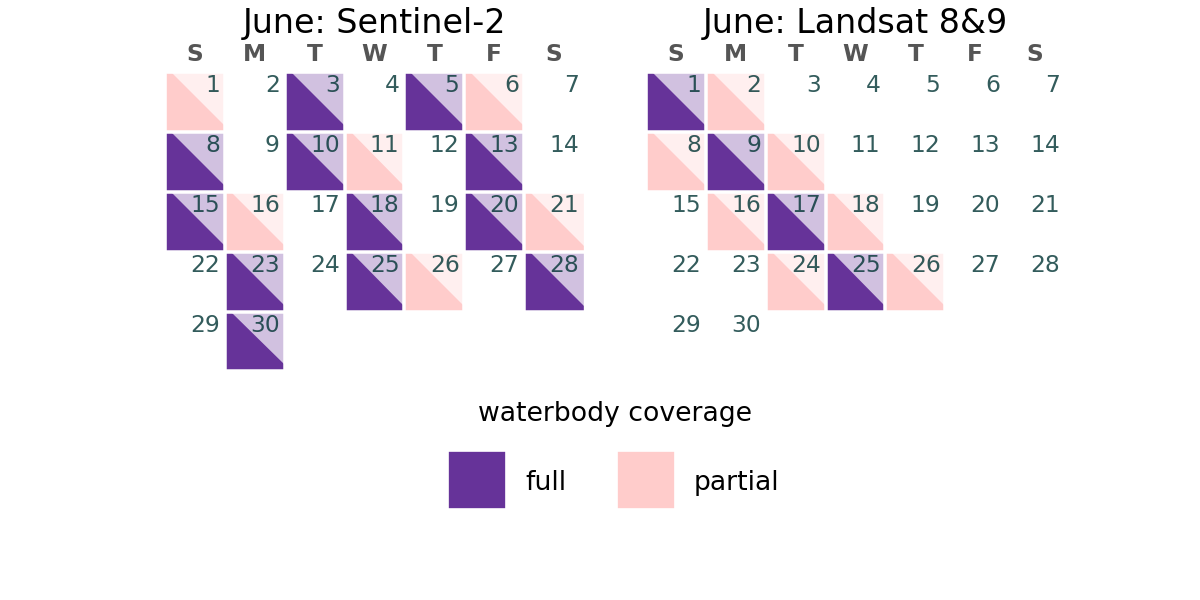 June: Sentinel-2
S M T W T F S
1 2 3 4 5 6 7
8 9 10 11 12 13 14
15 16 17 18 19 20 21
22 23 24 25 26 27 28
29 30
June: Landsat 8&9
S M T W T F S
1 2 3 4 5 6 7
8 9 10 11 12 13 14
15 16 17 18 19 20 21
22 23 24 25 26 27 28
29 30
waterbody coverage
full partial